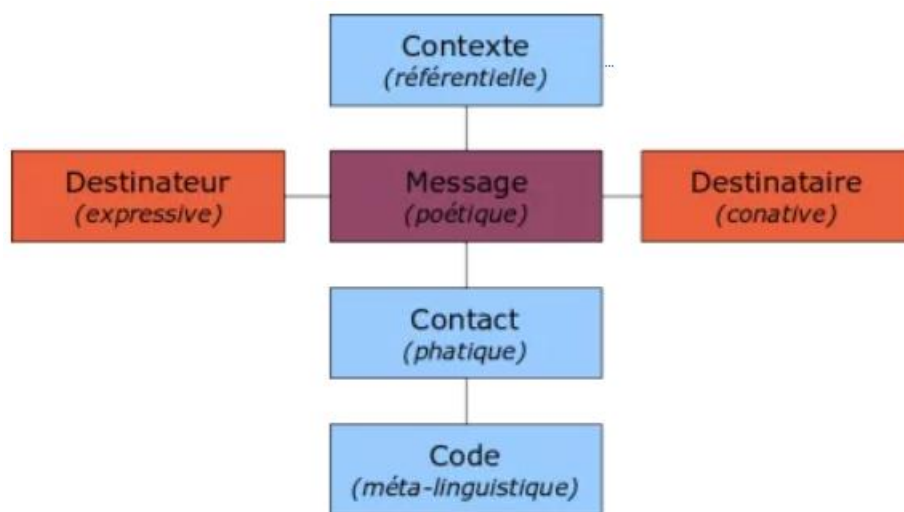 Contexte
(référentielle)
...
Destinateur
(expressive)
Message
(poétique)
Destinataire
(conative)
Contact
(phatique)
Code
(méta-linguistique)